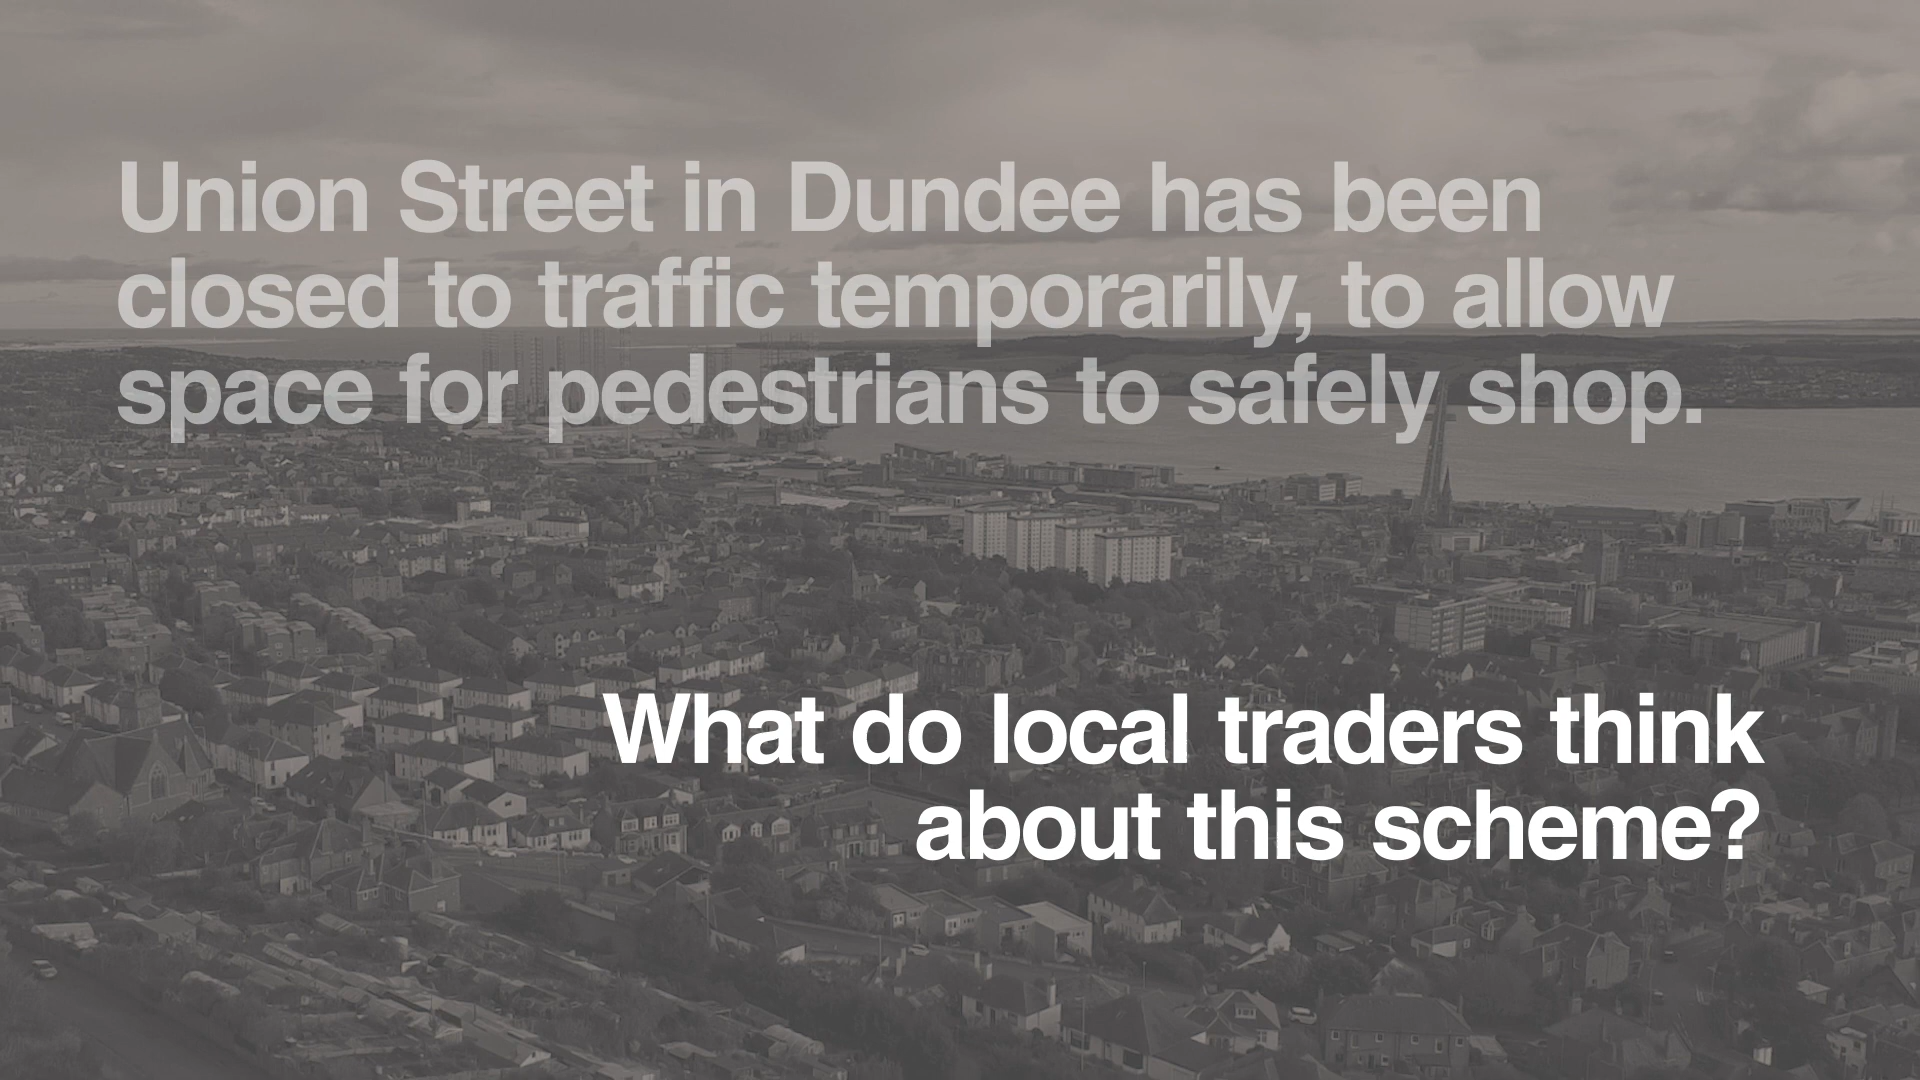 Union Street in Dundee has been
closed to traffic temporarily, to allow
space for pedestrians to safely shop.
What do local traders think
about this scheme?